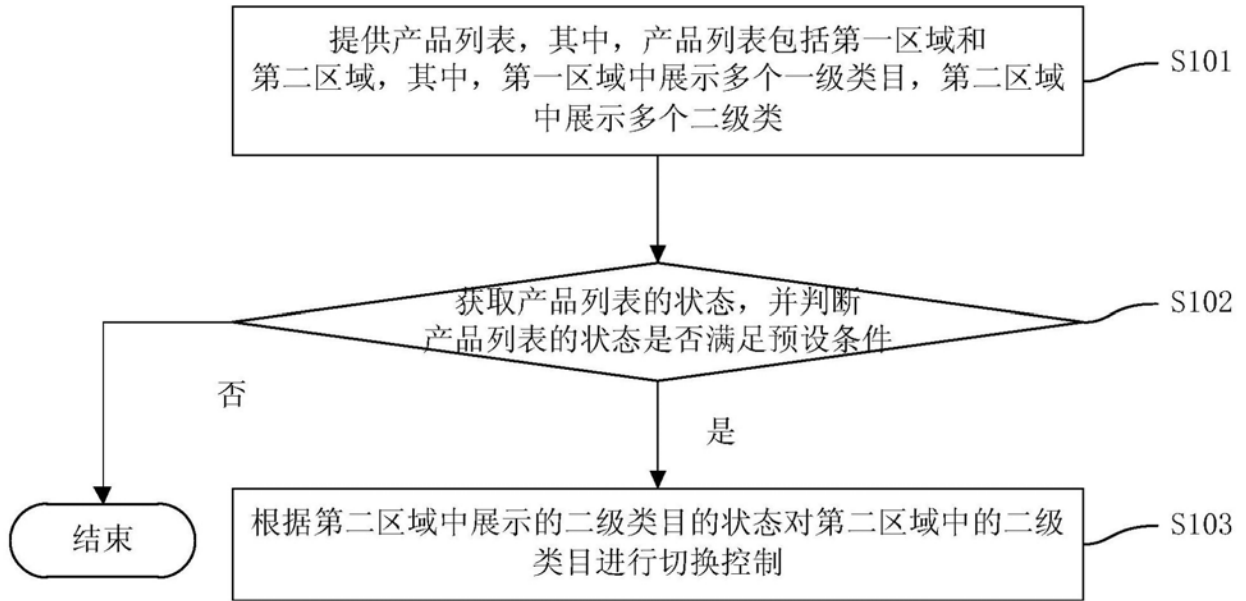 提供产品列表，其中，产品列表包括第一区域和
第二区域，其中，第一区域中展示多个一级类目，第二区域
中展示多个二级类
S101
获取产品列表的状态，并判断
产品列表的状态是否满足预设条件
S102
否
是
结束
根据第二区域中展示的二级类目的状态对第二区域中的二级
类目进行切换控制
S103